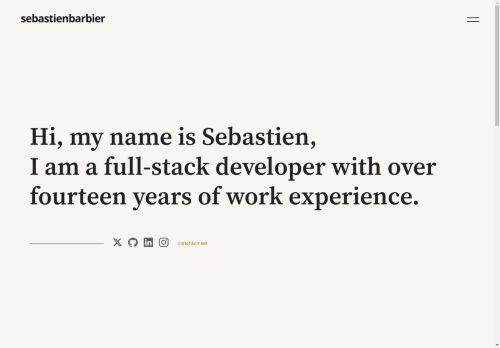 sebastienbarbier
Hi, my name is Sebastien,
I am a full-stack developer with over
fourteen years of work experience.
CONTACT ME